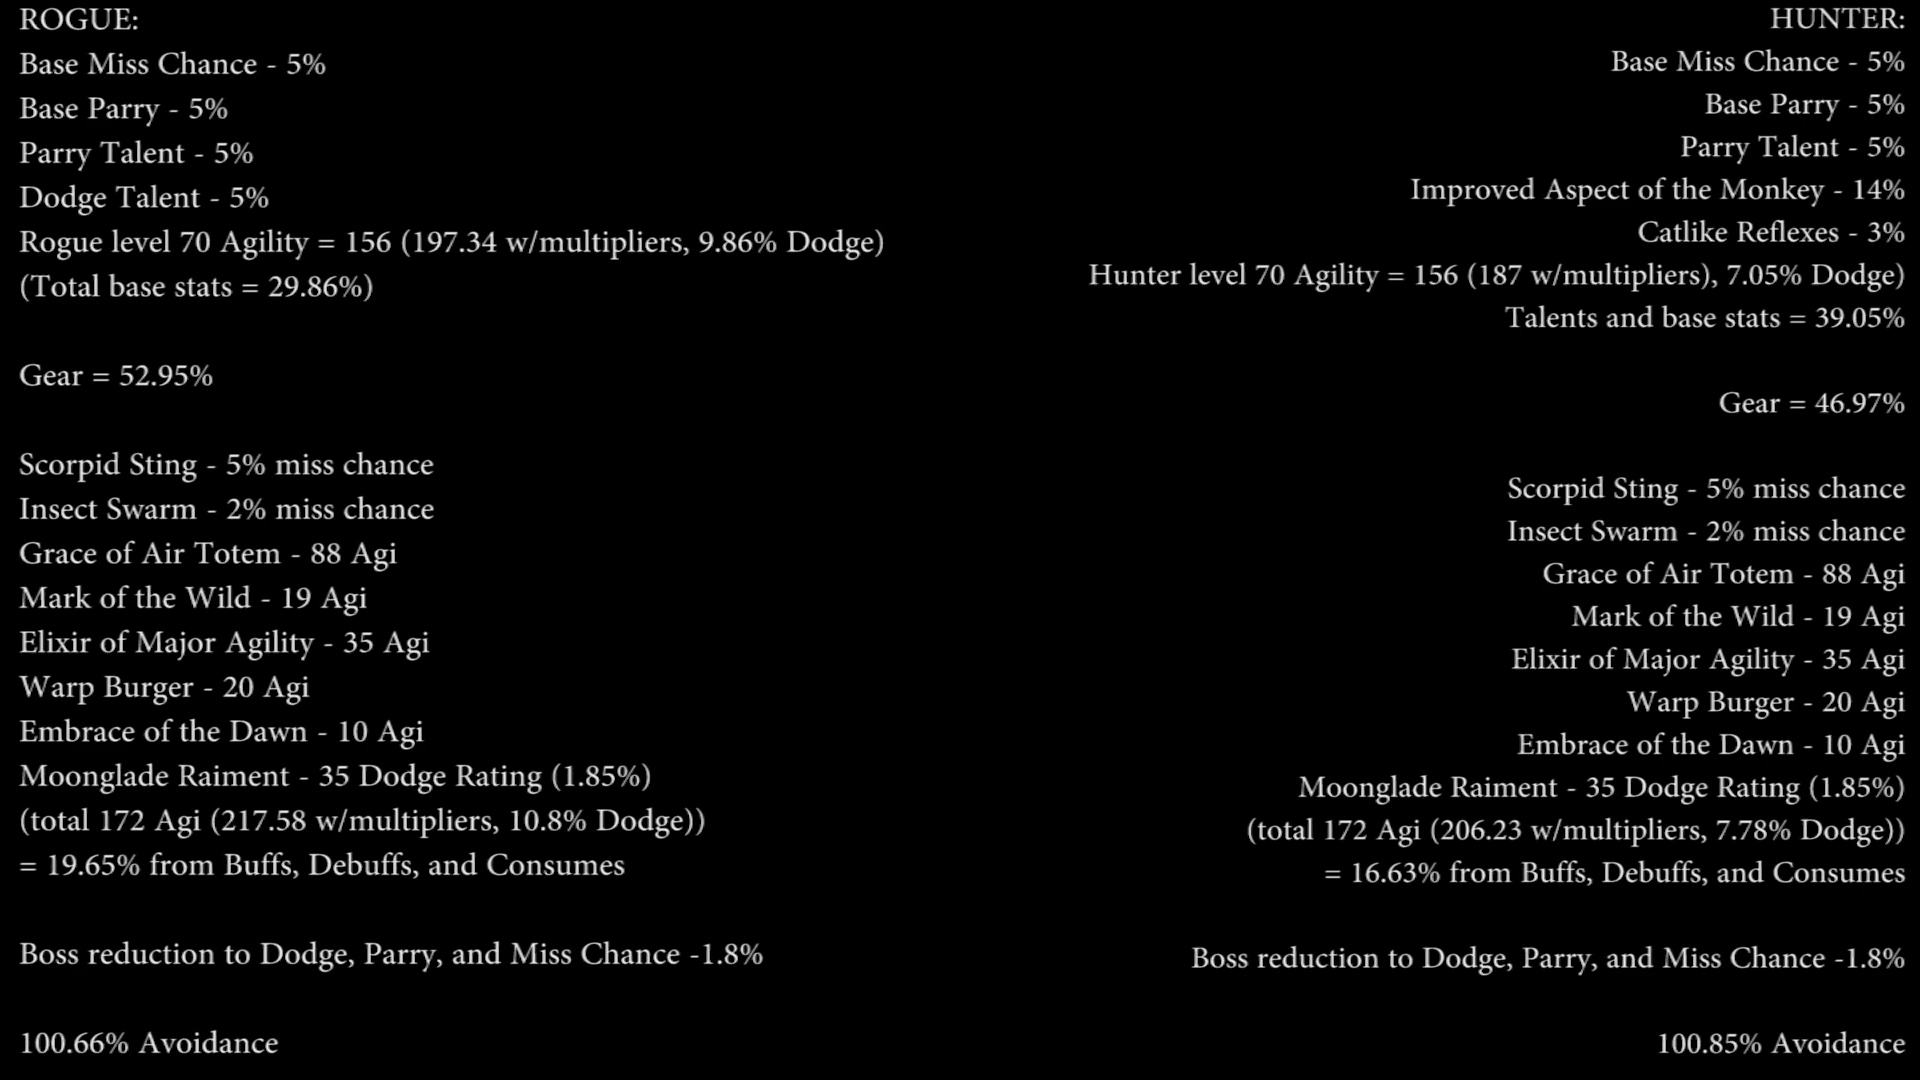 ROGUE:
Base Miss Chance - 5%
Base Parry - 5%
Parry Talent - 5%
Dodge Talent - 5%
Rogue level 70 Agility = 156 (197.34 w/multipliers, 9.86% Dodge)
(Total base stats = 29.86%)
Gear = 52.95%
Scorpid Sting - 5% miss chance
Insect Swarm - 2% miss chance
Grace of Air Totem - 88 Agi
Mark of the Wild - 19 Agi
Elixir of Major Agility - 35 Agi
Warp Burger - 20 Agi
Embrace of the Dawn - 10 Agi
Moonglade Raiment - 35 Dodge Rating (1.85%)
(total 172 Agi (217.58 w/multipliers, 10.8% Dodge))
= 19.65% from Buffs, Debuffs, and Consumes
Boss reduction to Dodge, Parry, and Miss Chance -1.8%
100.66% Avoidance
HUNTER:
Base Miss Chance - 5%
Base Parry - 5%
Parry Talent - 5%
Improved Aspect of the Monkey - 14%
Catlike Reflexes - 3%
Hunter level 70 Agility = 156 (187 w/multipliers), 7.05% Dodge)
Talents and base stats = 39.05%
Gear = 46.97%
Scorpid Sting - 5% miss chance
Insect Swarm - 2% miss chance
Grace of Air Totem - 88 Agi
Mark of the Wild - 19 Agi
Elixir of Major Agility - 35 Agi
Warp Burger - 20 Agi
Embrace of the Dawn - 10 Agi
Moonglade Raiment - 35 Dodge Rating (1.85%)
(total 172 Agi (206.23 w/multipliers, 7.78% Dodge))
= 16.63% from Buffs, Debuffs, and Consumes
Boss reduction to Dodge, Parry, and Miss Chance -1.8%
100.85% Avoidance